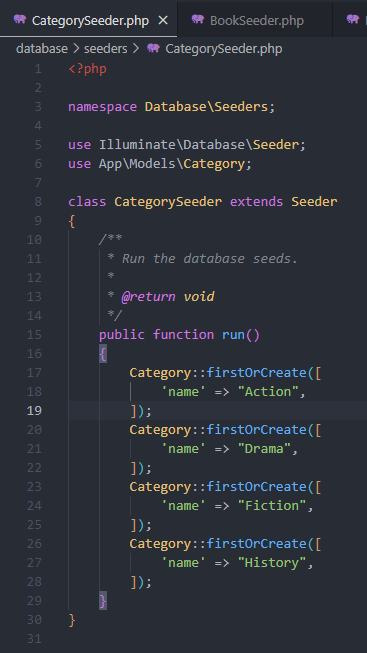 CategorySeeder.php × BookSeeder.php
database > seeders > CategorySeeder.php
1 <?php
2
3 namespace Database\Seeders;
4
5 use Illuminate\Database\Seeder;
6 use App\Models\Category;
7
8 class CategorySeeder extends Seeder
9 {
10     /**
11      * Run the database seeds.
12      *
13      * @return void
14      */
15     public function run()
16     {
17         Category::firstOrCreate([
18             'name' => "Action",
19         ]);
20         Category::firstOrCreate([
21             'name' => "Drama",
22         ]);
23         Category::firstOrCreate([
24             'name' => "Fiction",
25         ]);
26         Category::firstOrCreate([
27             'name' => "History",
28         ]);
29     }
30 }
31